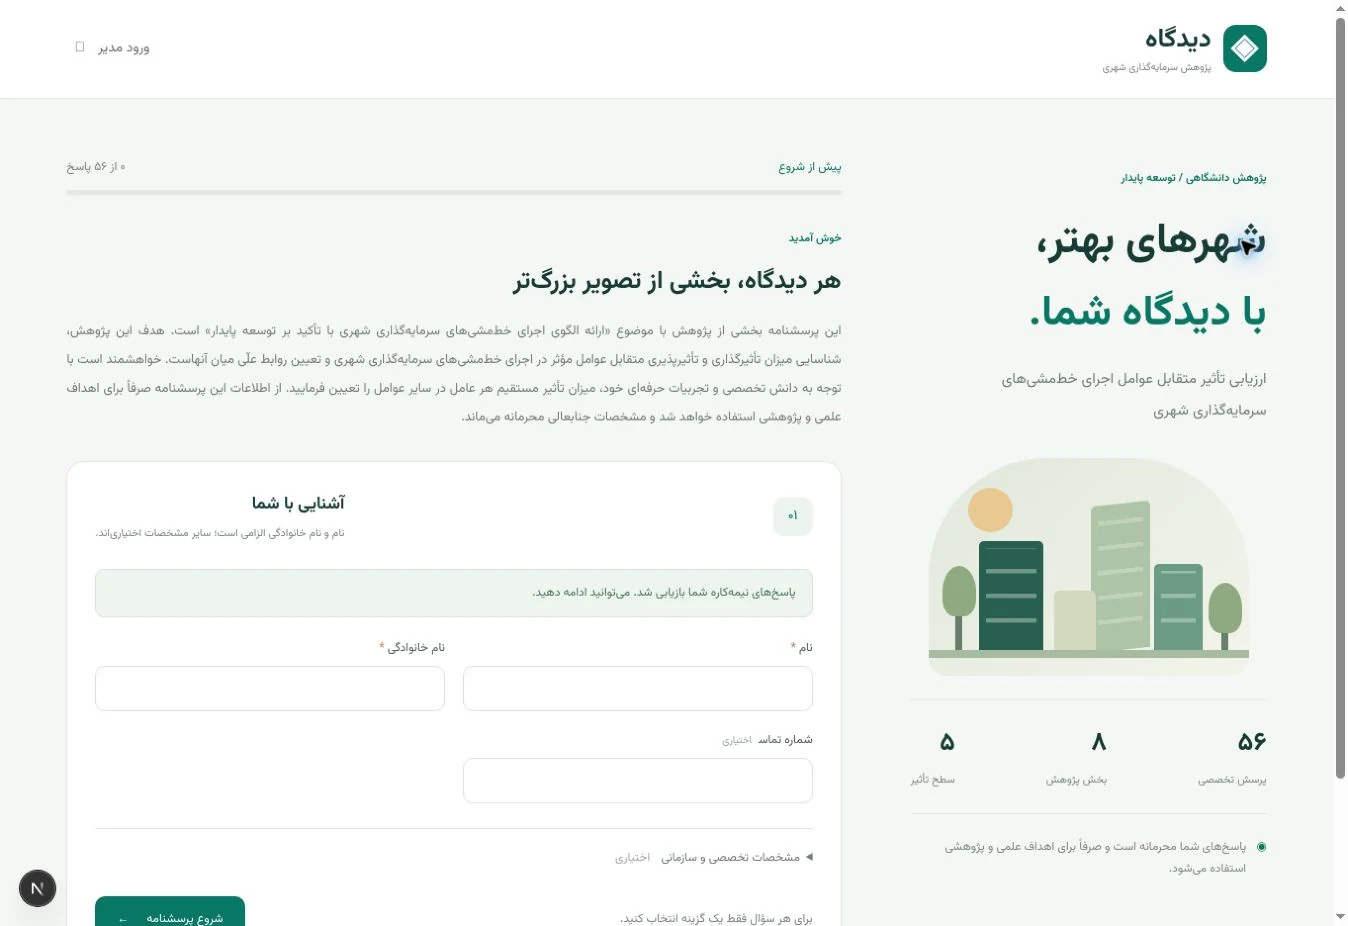 دیدگاه
پژوهش سرمایه‌گذاری شهری
ورود مدیر
پژوهش دانشگاهی / توسعه پایدار
شهرهای بهتر،
با دیدگاه شما.
ارزیابی تأثیر متقابل عوامل اجرای خط‌مشی‌های
سرمایه‌گذاری شهری
۵۶
پرسش تخصصی
۸
بخش پژوهش
۵
سطح تأثیر
پاسخ‌های شما محرمانه است و صرفاً برای اهداف علمی و پژوهشی
استفاده می‌شود.
پیش از شروع
۰ از ۵۶ پاسخ
خوش آمدید
هر دیدگاه، بخشی از تصویر بزرگ‌تر
این پرسشنامه بخشی از پژوهش با موضوع «ارائه الگوی اجرای خط‌مشی‌های سرمایه‌گذاری شهری با تأکید بر توسعه پایدار» است. هدف این پژوهش،
شناسایی میزان تأثیرگذاری و تأثیرپذیری متقابل عوامل مؤثر در اجرای خط‌مشی‌های سرمایه‌گذاری شهری و تعیین روابط علّی میان آنهاست. خواهشمند است با
توجه به دانش تخصصی و تجربیات حرفه‌ای خود، میزان تأثیر مستقیم هر عامل در سایر عوامل را تعیین فرمایید. از اطلاعات این پرسشنامه صرفاً برای اهداف
علمی و پژوهشی استفاده خواهد شد و مشخصات جنابعالی محرمانه می‌ماند.
۰۱
آشنایی با شما
نام و نام خانوادگی الزامی است؛ سایر مشخصات اختیاری‌اند.
پاسخ‌های نیمه‌کاره شما بازیابی شد. می‌توانید ادامه دهید.
نام *
نام خانوادگی *
شماره تماس اختیاری
◀ مشخصات تخصصی و سازمانی اختیاری
برای هر سؤال فقط یک گزینه انتخاب کنید.
شروع پرسشنامه ←
N